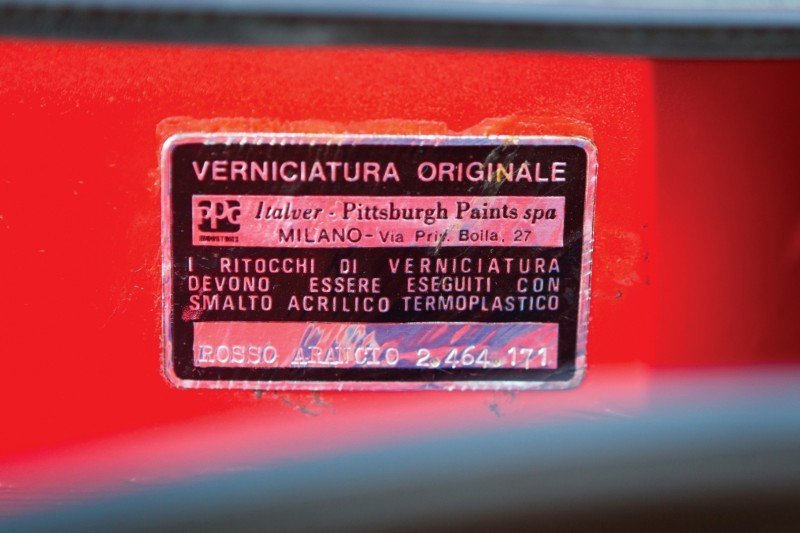 VERNICIATURA ORIGINALE
PPG Italver - Pittsburgh Paints spa
INDUSTRIES MILANO - Via Priv. Boila, 27
I RITOCCHI DI VERNICIATURA
DEVONO ESSERE ESEGUITI CON
SMALTO ACRILICO TERMOPLASTICO
ROSSO ARANCIO 2.464.171